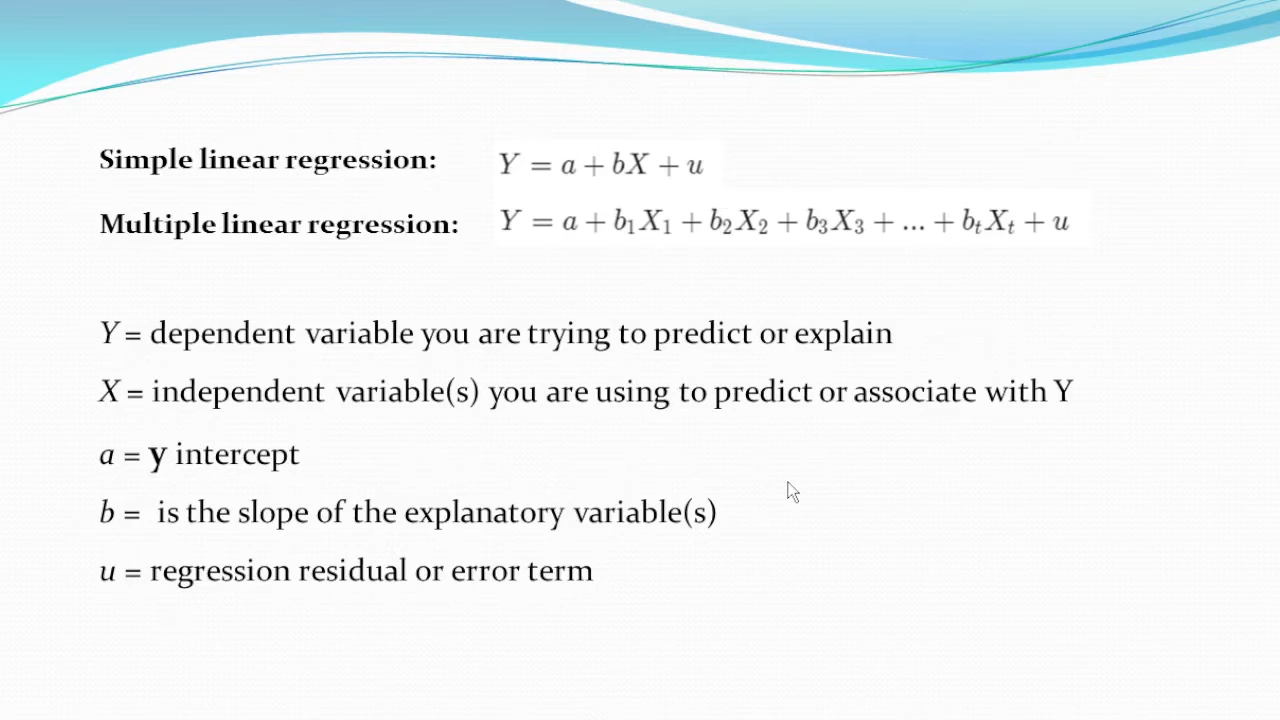 Simple linear regression: Y = a + bX + u
Multiple linear regression: Y = a + b₁X₁ + b₂X₂ + b₃X₃ + ... + bₜXₜ + u
Y = dependent variable you are trying to predict or explain
X = independent variable(s) you are using to predict or associate with Y
a = y intercept
b = is the slope of the explanatory variable(s)
u = regression residual or error term